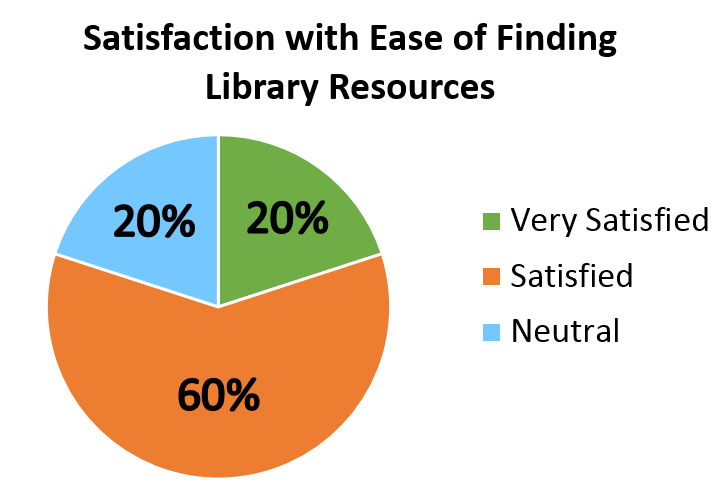 Satisfaction with Ease of Finding
Library Resources
20%
20%
60%
Very Satisfied
Satisfied
Neutral